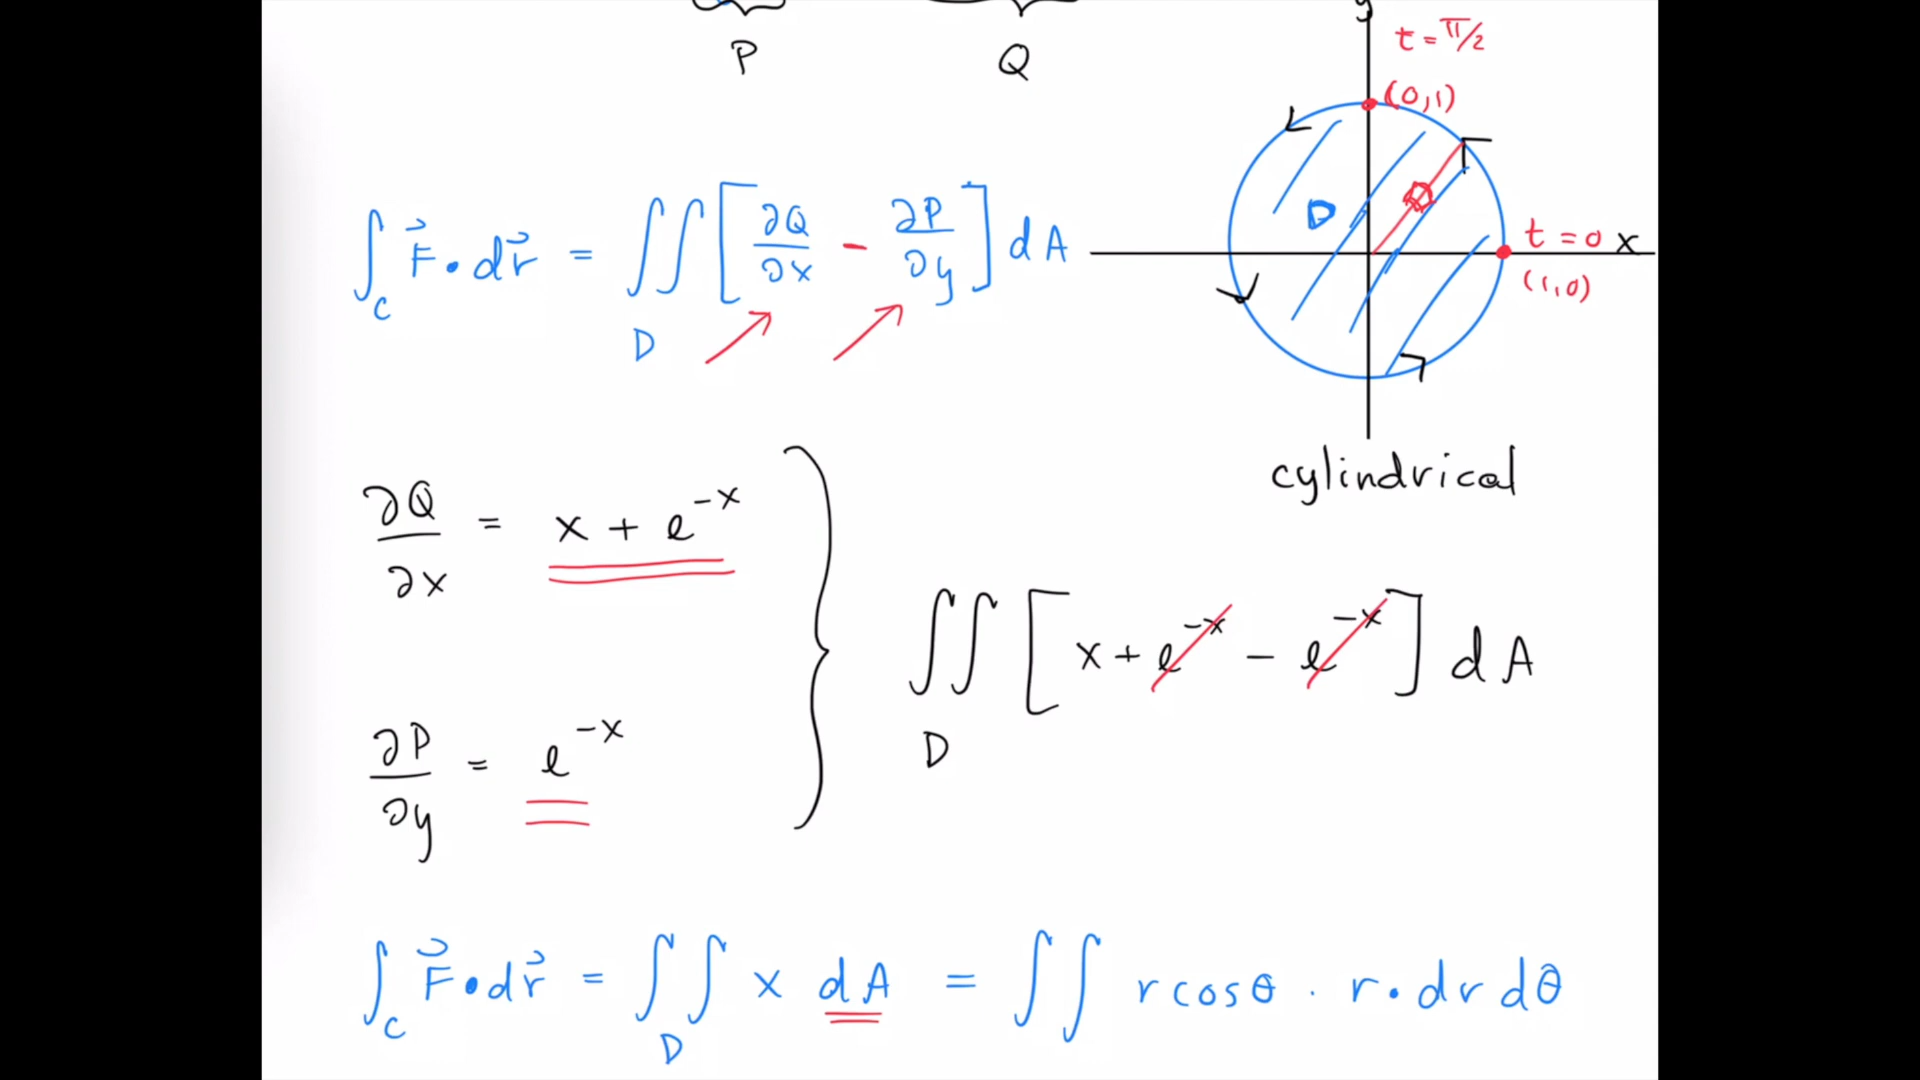 P Q
y
t = π/2
(0,1)
∫_C F⃗ • dr⃗ = ∬_D [∂Q/∂x − ∂P/∂y] dA
D
t = 0 x
(1,0)
cylindrical
∂Q/∂x = x + e^{-x}
∬_D [x + e^{-x} − e^{-x}] dA
∂P/∂y = e^{-x}
∫_C F⃗ • dr⃗ = ∬_D x dA = ∬ r cosθ · r • dr dθ